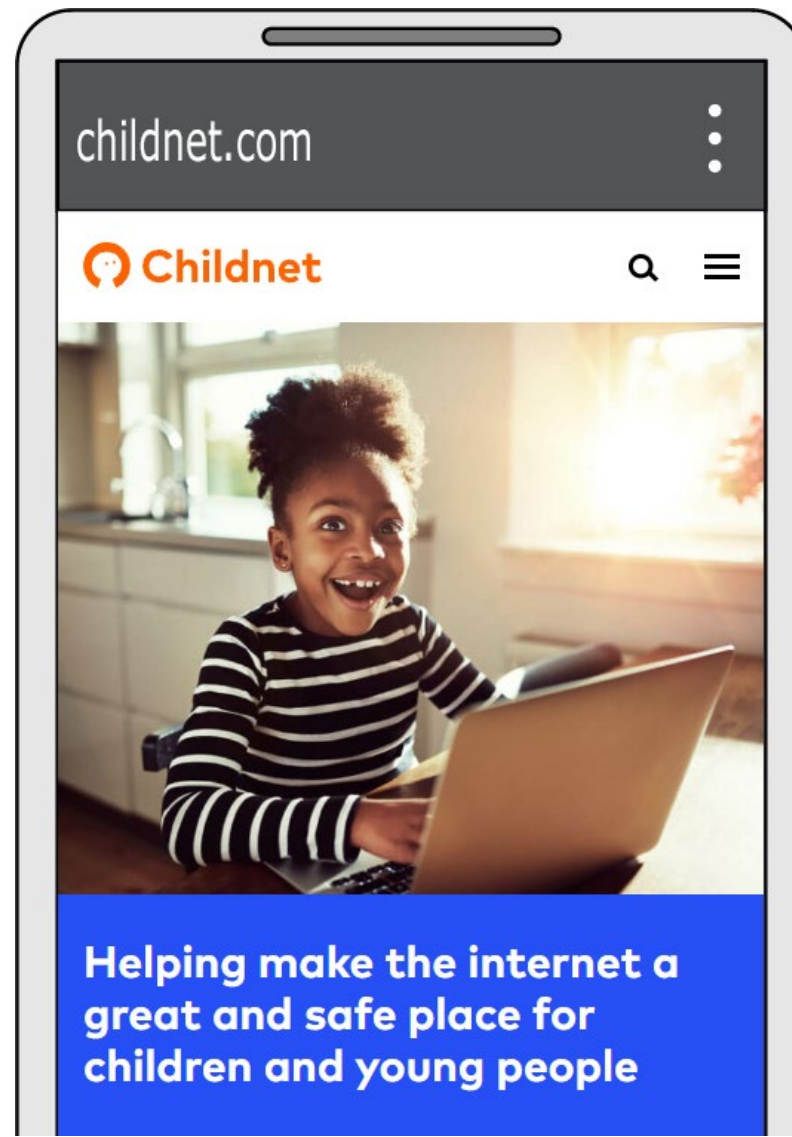 childnet.com
Childnet
Helping make the internet a
great and safe place for
children and young people